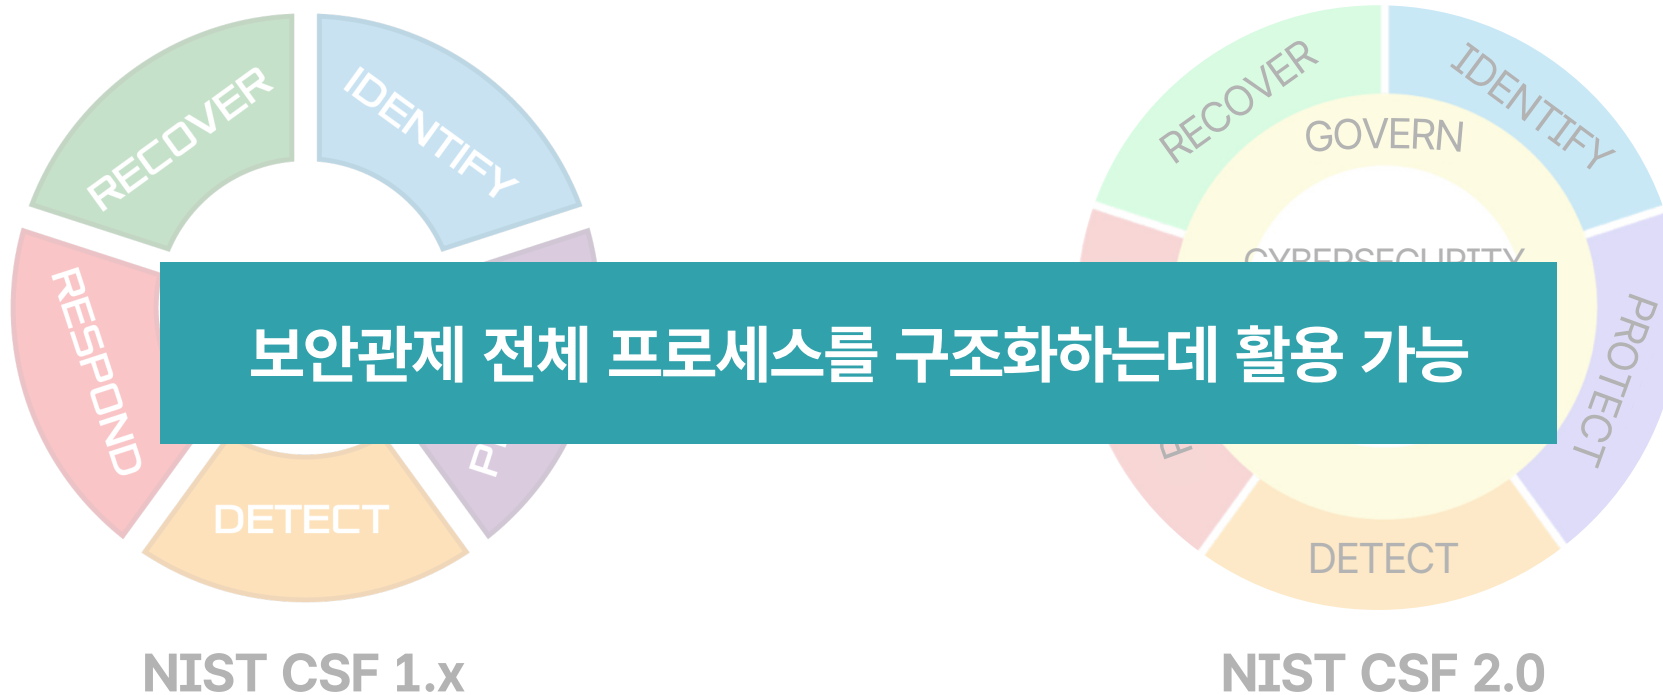 RECOVER
IDENTIFY
RESPOND
DETECT
NIST CSF 1.x
보안관제 전체 프로세스를 구조화하는데 활용 가능
RECOVER
IDENTIFY
GOVERN
CYBERSECURITY
PROTECT
DETECT
NIST CSF 2.0